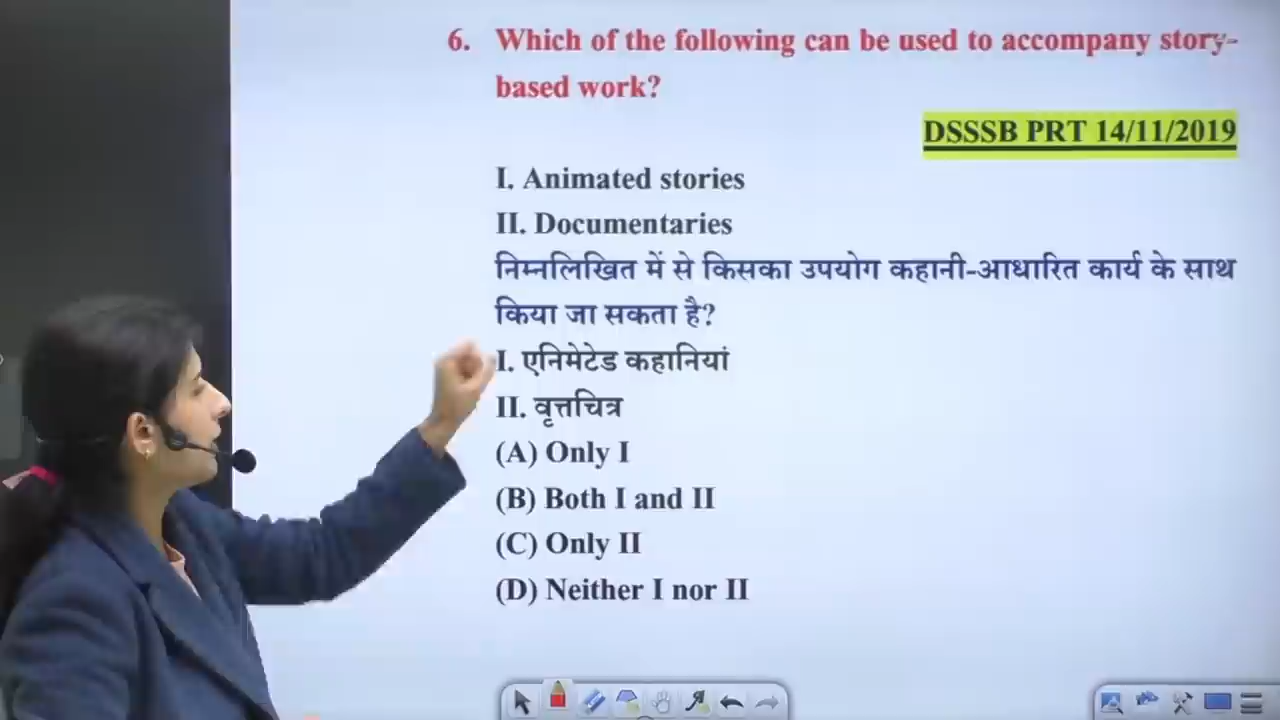 6. Which of the following can be used to accompany story-
based work?
DSSSB PRT 14/11/2019
I. Animated stories
II. Documentaries
निम्नलिखित में से किसका उपयोग कहानी-आधारित कार्य के साथ
किया जा सकता है?
I. एनिमेटेड कहानियां
II. वृत्तचित्र
(A) Only I
(B) Both I and II
(C) Only II
(D) Neither I nor II